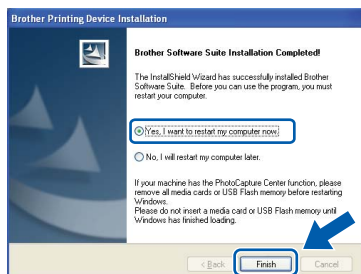 Brother Printing Device Installation
Brother Software Suite Installation Completed!
The InstallShield Wizard has successfully installed Brother
Software Suite. Before you can use the program, you must
restart your computer.
Yes, I want to restart my computer now.
No, I will restart my computer later.
If your machine has the PhotoCapture Center function, please
remove all media cards or USB Flash memory before restarting
Windows.
Please do not insert a media card or USB Flash memory until
Windows has finished loading.
< Back Finish Cancel